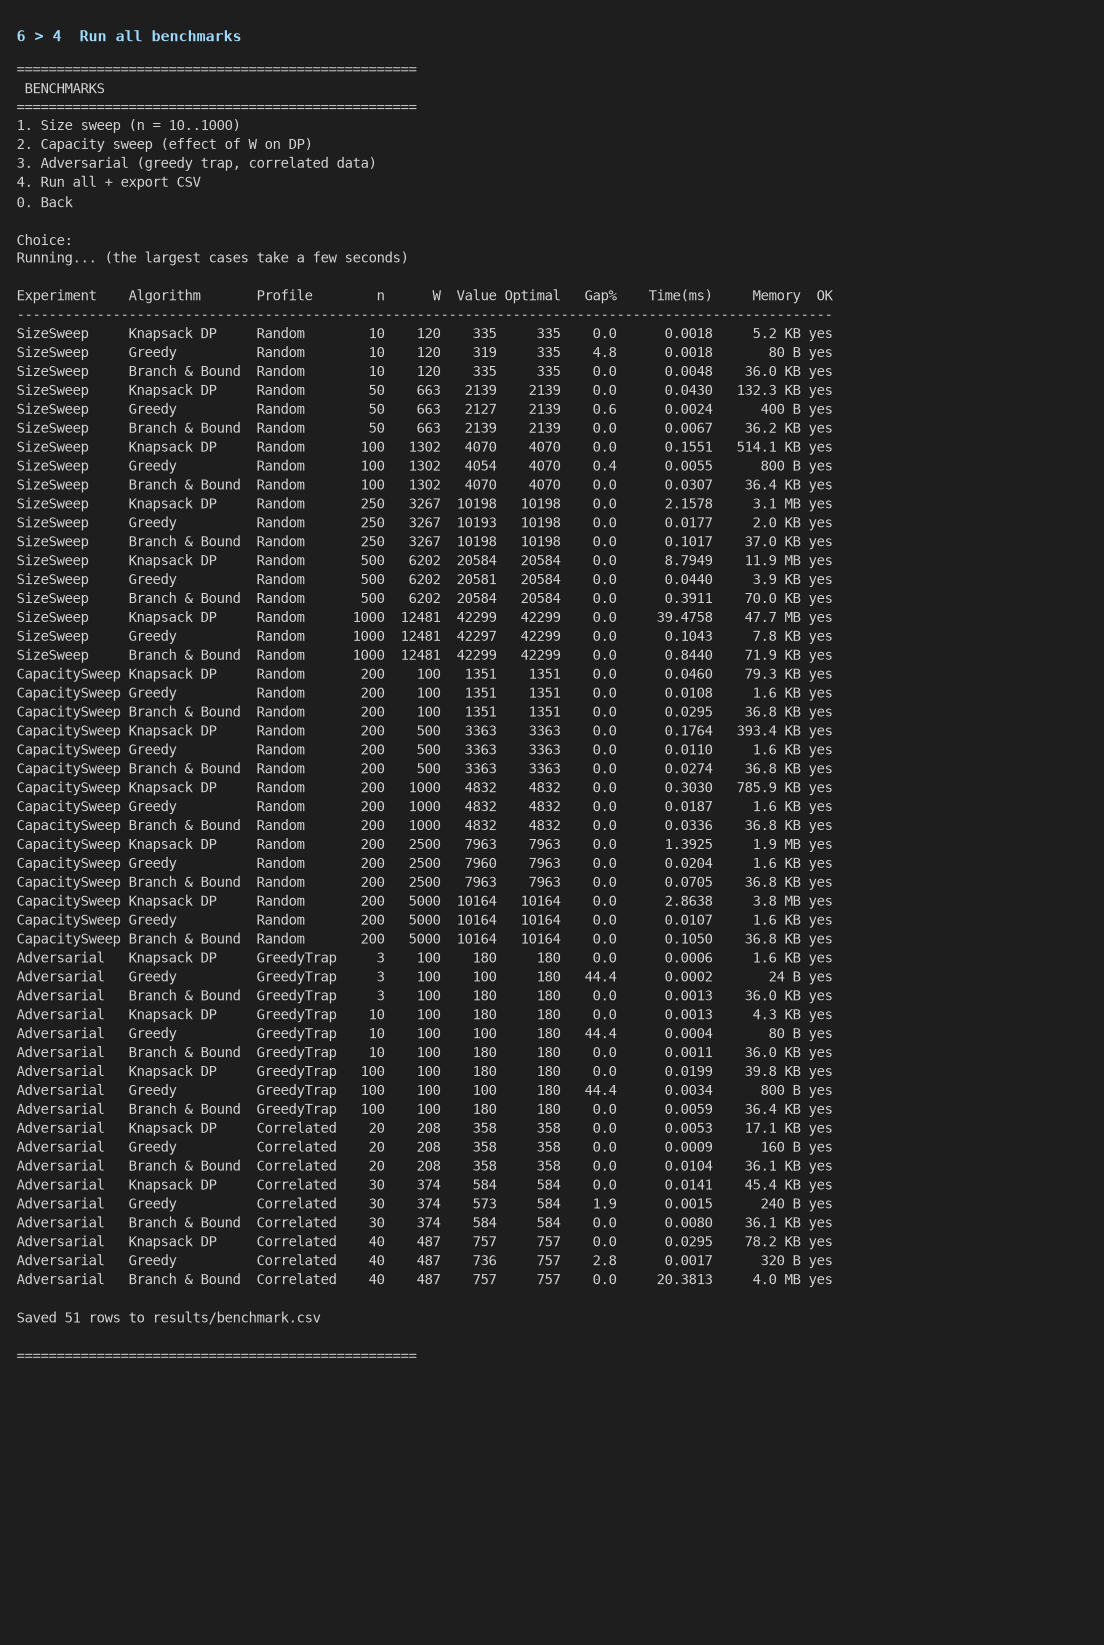 6 > 4  Run all benchmarks
==================================================
 BENCHMARKS
==================================================
1. Size sweep (n = 10..1000)
2. Capacity sweep (effect of W on DP)
3. Adversarial (greedy trap, correlated data)
4. Run all + export CSV
0. Back
Choice:
Running... (the largest cases take a few seconds)
Experiment    Algorithm       Profile        n      W  Value Optimal   Gap%    Time(ms)     Memory  OK
------------------------------------------------------------------------------------------------------
SizeSweep     Knapsack DP     Random        10    120    335     335    0.0      0.0018     5.2 KB yes
SizeSweep     Greedy          Random        10    120    319     335    4.8      0.0018       80 B yes
SizeSweep     Branch & Bound  Random        10    120    335     335    0.0      0.0048    36.0 KB yes
SizeSweep     Knapsack DP     Random        50    663   2139    2139    0.0      0.0430   132.3 KB yes
SizeSweep     Greedy          Random        50    663   2127    2139    0.6      0.0024      400 B yes
SizeSweep     Branch & Bound  Random        50    663   2139    2139    0.0      0.0067    36.2 KB yes
SizeSweep     Knapsack DP     Random       100   1302   4070    4070    0.0      0.1551   514.1 KB yes
SizeSweep     Greedy          Random       100   1302   4054    4070    0.4      0.0055      800 B yes
SizeSweep     Branch & Bound  Random       100   1302   4070    4070    0.0      0.0307    36.4 KB yes
SizeSweep     Knapsack DP     Random       250   3267  10198   10198    0.0      2.1578     3.1 MB yes
SizeSweep     Greedy          Random       250   3267  10193   10198    0.0      0.0177     2.0 KB yes
SizeSweep     Branch & Bound  Random       250   3267  10198   10198    0.0      0.1017    37.0 KB yes
SizeSweep     Knapsack DP     Random       500   6202  20584   20584    0.0      8.7949    11.9 MB yes
SizeSweep     Greedy          Random       500   6202  20581   20584    0.0      0.0440     3.9 KB yes
SizeSweep     Branch & Bound  Random       500   6202  20584   20584    0.0      0.3911    70.0 KB yes
SizeSweep     Knapsack DP     Random      1000  12481  42299   42299    0.0     39.4758    47.7 MB yes
SizeSweep     Greedy          Random      1000  12481  42297   42299    0.0      0.1043     7.8 KB yes
SizeSweep     Branch & Bound  Random      1000  12481  42299   42299    0.0      0.8440    71.9 KB yes
CapacitySweep Knapsack DP     Random       200    100   1351    1351    0.0      0.0460    79.3 KB yes
CapacitySweep Greedy          Random       200    100   1351    1351    0.0      0.0108     1.6 KB yes
CapacitySweep Branch & Bound  Random       200    100   1351    1351    0.0      0.0295    36.8 KB yes
CapacitySweep Knapsack DP     Random       200    500   3363    3363    0.0      0.1764   393.4 KB yes
CapacitySweep Greedy          Random       200    500   3363    3363    0.0      0.0110     1.6 KB yes
CapacitySweep Branch & Bound  Random       200    500   3363    3363    0.0      0.0274    36.8 KB yes
CapacitySweep Knapsack DP     Random       200   1000   4832    4832    0.0      0.3030   785.9 KB yes
CapacitySweep Greedy          Random       200   1000   4832    4832    0.0      0.0187     1.6 KB yes
CapacitySweep Branch & Bound  Random       200   1000   4832    4832    0.0      0.0336    36.8 KB yes
CapacitySweep Knapsack DP     Random       200   2500   7963    7963    0.0      1.3925     1.9 MB yes
CapacitySweep Greedy          Random       200   2500   7960    7963    0.0      0.0204     1.6 KB yes
CapacitySweep Branch & Bound  Random       200   2500   7963    7963    0.0      0.0705    36.8 KB yes
CapacitySweep Knapsack DP     Random       200   5000  10164   10164    0.0      2.8638     3.8 MB yes
CapacitySweep Greedy          Random       200   5000  10164   10164    0.0      0.0107     1.6 KB yes
CapacitySweep Branch & Bound  Random       200   5000  10164   10164    0.0      0.1050    36.8 KB yes
Adversarial   Knapsack DP     GreedyTrap     3    100    180     180    0.0      0.0006     1.6 KB yes
Adversarial   Greedy          GreedyTrap     3    100    100     180   44.4      0.0002       24 B yes
Adversarial   Branch & Bound  GreedyTrap     3    100    180     180    0.0      0.0013    36.0 KB yes
Adversarial   Knapsack DP     GreedyTrap    10    100    180     180    0.0      0.0013     4.3 KB yes
Adversarial   Greedy          GreedyTrap    10    100    100     180   44.4      0.0004       80 B yes
Adversarial   Branch & Bound  GreedyTrap    10    100    180     180    0.0      0.0011    36.0 KB yes
Adversarial   Knapsack DP     GreedyTrap   100    100    180     180    0.0      0.0199    39.8 KB yes
Adversarial   Greedy          GreedyTrap   100    100    100     180   44.4      0.0034      800 B yes
Adversarial   Branch & Bound  GreedyTrap   100    100    180     180    0.0      0.0059    36.4 KB yes
Adversarial   Knapsack DP     Correlated    20    208    358     358    0.0      0.0053    17.1 KB yes
Adversarial   Greedy          Correlated    20    208    358     358    0.0      0.0009      160 B yes
Adversarial   Branch & Bound  Correlated    20    208    358     358    0.0      0.0104    36.1 KB yes
Adversarial   Knapsack DP     Correlated    30    374    584     584    0.0      0.0141    45.4 KB yes
Adversarial   Greedy          Correlated    30    374    573     584    1.9      0.0015      240 B yes
Adversarial   Branch & Bound  Correlated    30    374    584     584    0.0      0.0080    36.1 KB yes
Adversarial   Knapsack DP     Correlated    40    487    757     757    0.0      0.0295    78.2 KB yes
Adversarial   Greedy          Correlated    40    487    736     757    2.8      0.0017      320 B yes
Adversarial   Branch & Bound  Correlated    40    487    757     757    0.0     20.3813     4.0 MB yes
Saved 51 rows to results/benchmark.csv
==================================================